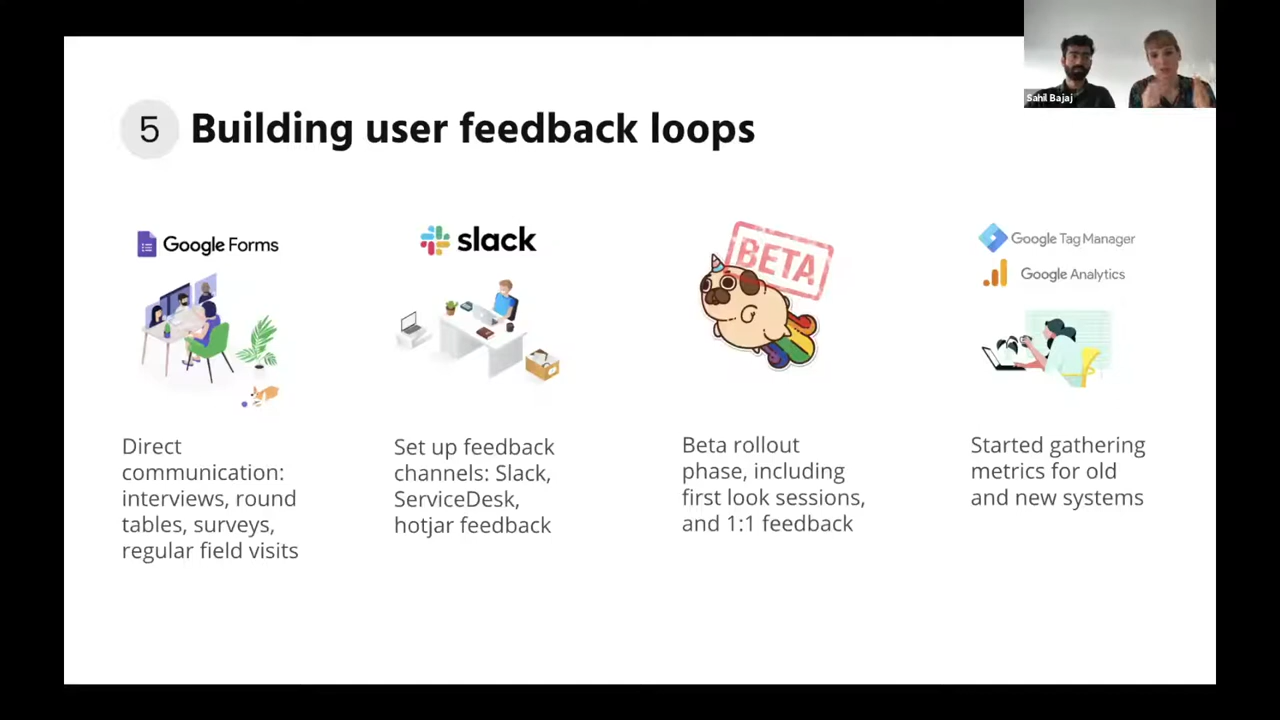 Sahil Bajaj
5 Building user feedback loops
Google Forms
Direct
communication:
interviews, round
tables, surveys,
regular field visits
slack
Set up feedback
channels: Slack,
ServiceDesk,
hotjar feedback
BETA
Beta rollout
phase, including
first look sessions,
and 1:1 feedback
Google Tag Manager
Google Analytics
Started gathering
metrics for old
and new systems